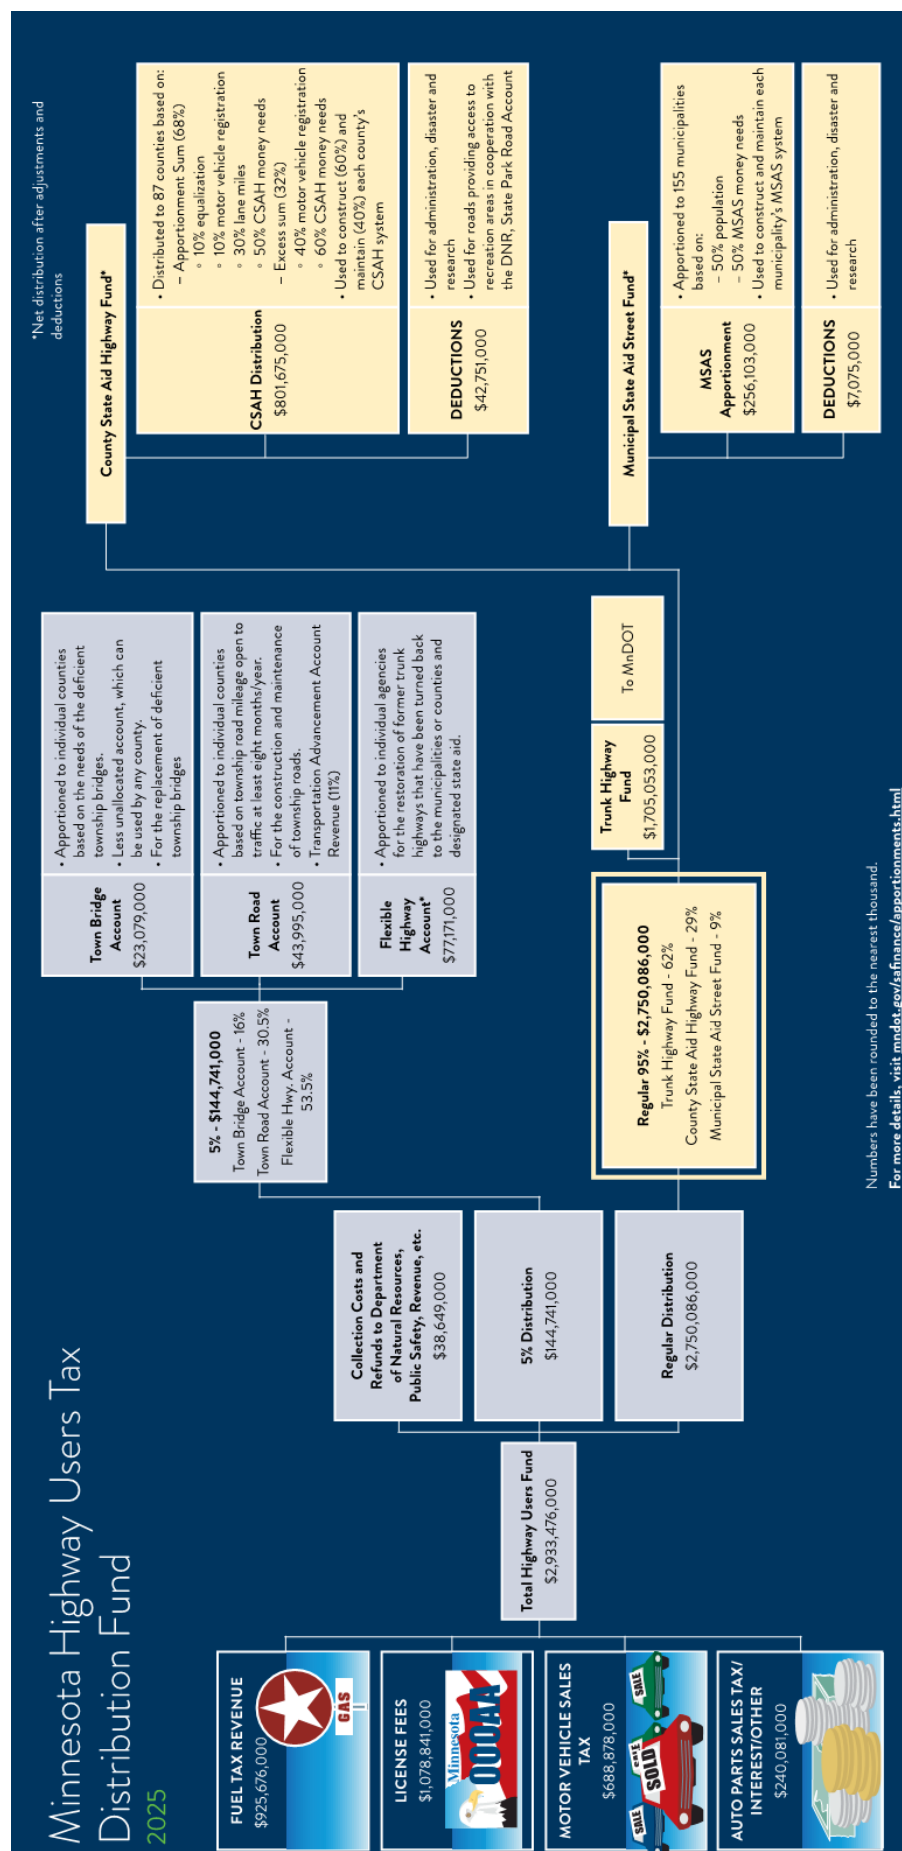 Minnesota Highway Users Tax
Distribution Fund
2025
FUEL TAX REVENUE
$925,676,000
GAS
LICENSE FEES
$1,078,841,000
Minnesota
000AA
MOTOR VEHICLE SALES
TAX
$688,878,000
SALE
SOLD
SALE
AUTO PARTS SALES TAX/
INTEREST/OTHER
$240,081,000
Total Highway Users Fund
$2,933,476,000
Collection Costs and
Refunds to Department
of Natural Resources,
Public Safety, Revenue, etc.
$38,649,000
5% Distribution
$144,741,000
Regular Distribution
$2,750,086,000
5% - $144,741,000
Town Bridge Account - 16%
Town Road Account - 30.5%
Flexible Hwy. Account -
53.5%
Town Bridge
Account
$23,079,000
• Apportioned to individual counties
based on the needs of the deficient
township bridges.
• Less unallocated account, which can
be used by any county.
• For the replacement of deficient
township bridges
Town Road
Account
$43,995,000
• Apportioned to individual counties
based on township road mileage open to
traffic at least eight months/year.
• For the construction and maintenance
of township roads.
• Transportation Advancement Account
Revenue (11%)
Flexible
Highway
Account*
$77,171,000
• Apportioned to individual agencies
for the restoration of former trunk
highways that have been turned back
to the municipalities or counties and
designated state aid.
Regular 95% - $2,750,086,000
Trunk Highway Fund - 62%
County State Aid Highway Fund - 29%
Municipal State Aid Street Fund - 9%
Trunk Highway
Fund
$1,705,053,000
To MnDOT
*Net distribution after adjustments and
deductions
County State Aid Highway Fund*
CSAH Distribution
$801,675,000
• Distributed to 87 counties based on:
– Apportionment Sum (68%)
◦ 10% equalization
◦ 10% motor vehicle registration
◦ 30% lane miles
◦ 50% CSAH money needs
– Excess sum (32%)
◦ 40% motor vehicle registration
◦ 60% CSAH money needs
• Used to construct (60%) and
maintain (40%) each county's
CSAH system
DEDUCTIONS
$42,751,000
• Used for administration, disaster and
research
• Used for roads providing access to
recreation areas in cooperation with
the DNR, State Park Road Account
Municipal State Aid Street Fund*
MSAS
Apportionment
$256,103,000
• Apportioned to 155 municipalities
based on:
– 50% population
– 50% MSAS money needs
• Used to construct and maintain each
municipality's MSAS system
DEDUCTIONS
$7,075,000
• Used for administration, disaster and
research
Numbers have been rounded to the nearest thousand.
For more details, visit mndot.gov/safinance/apportionments.html